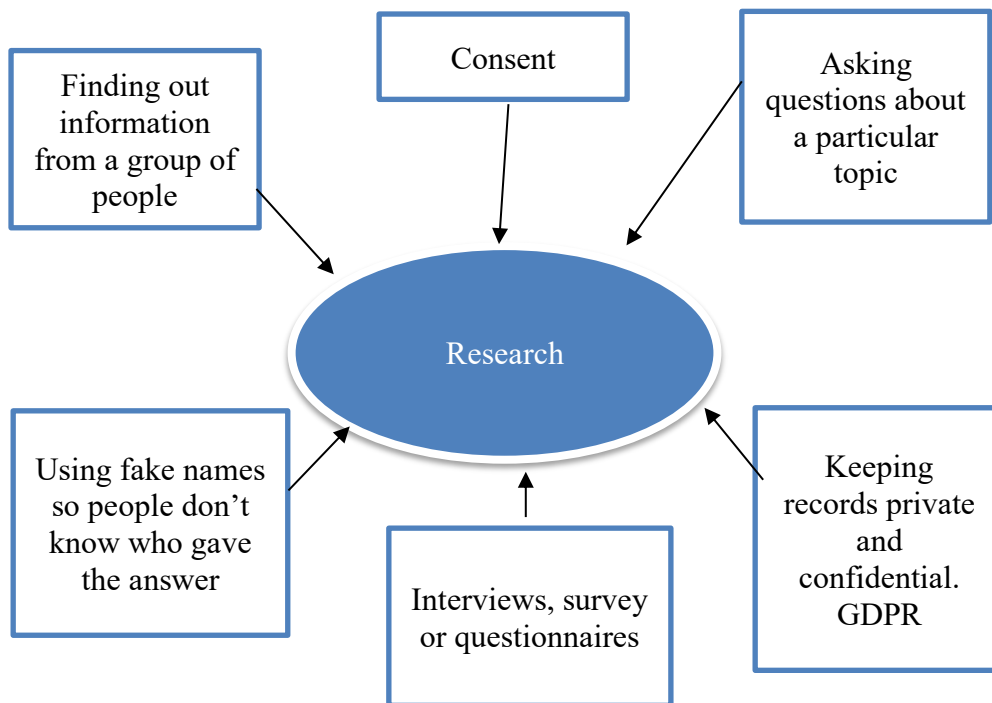 Finding out
information
from a group of
people
Consent
Asking
questions about
a particular
topic
Research
Using fake names
so people don’t
know who gave
the answer
Interviews, survey
or questionnaires
Keeping
records private
and
confidential.
GDPR